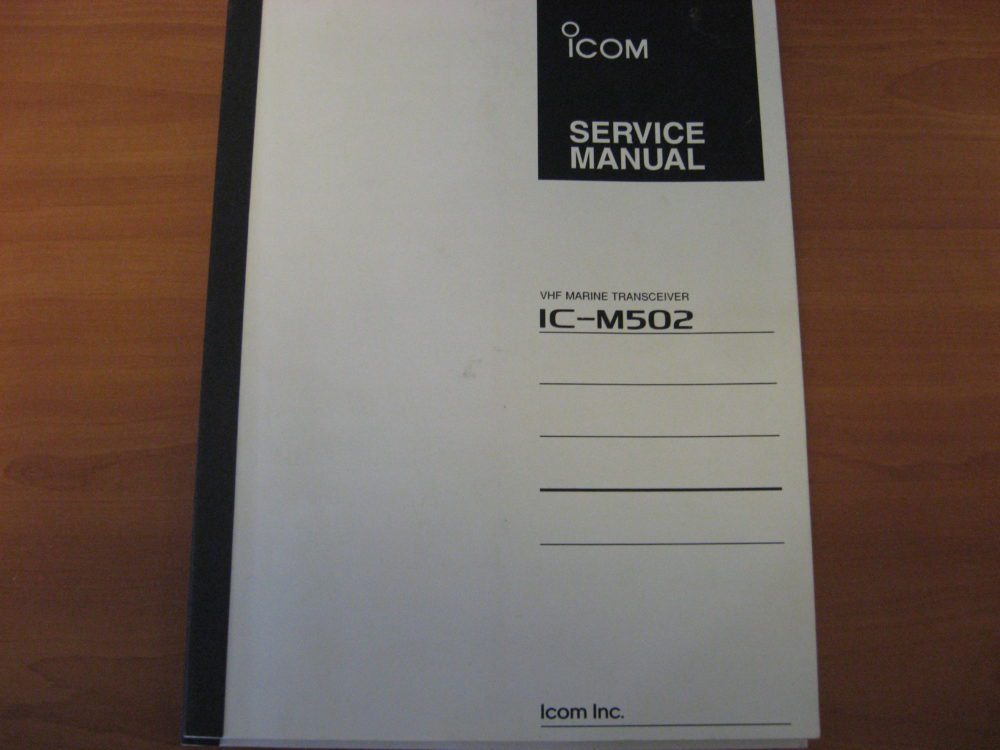 ICOM
SERVICE
MANUAL
VHF MARINE TRANSCEIVER
IC-M502
Icom Inc.